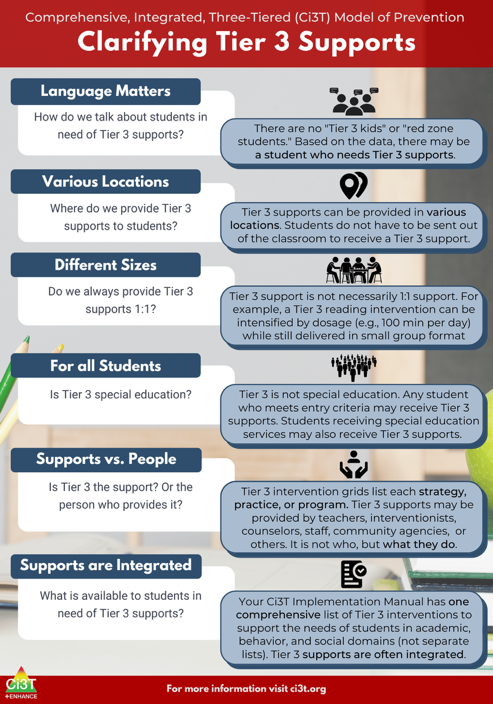 Comprehensive, Integrated, Three-Tiered (Ci3T) Model of Prevention
Clarifying Tier 3 Supports
Language Matters
How do we talk about students in
need of Tier 3 supports?
There are no "Tier 3 kids" or "red zone
students." Based on the data, there may be
a student who needs Tier 3 supports.
Various Locations
Where do we provide Tier 3
supports to students?
Tier 3 supports can be provided in various
locations. Students do not have to be sent out
of the classroom to receive a Tier 3 support.
Different Sizes
Do we always provide Tier 3
supports 1:1?
Tier 3 support is not necessarily 1:1 support. For
example, a Tier 3 reading intervention can be
intensified by dosage (e.g., 100 min per day)
while still delivered in small group format
For all Students
Is Tier 3 special education?
Tier 3 is not special education. Any student
who meets entry criteria may receive Tier 3
supports. Students receiving special education
services may also receive Tier 3 supports.
Supports vs. People
Is Tier 3 the support? Or the
person who provides it?
Tier 3 intervention grids list each strategy,
practice, or program. Tier 3 supports may be
provided by teachers, interventionists,
counselors, staff, community agencies, or
others. It is not who, but what they do.
Supports are Integrated
What is available to students in
need of Tier 3 supports?
Your Ci3T Implementation Manual has one
comprehensive list of Tier 3 interventions to
support the needs of students in academic,
behavior, and social domains (not separate
lists). Tier 3 supports are often integrated.
Ci3T
+ENHANCE
For more information visit ci3t.org